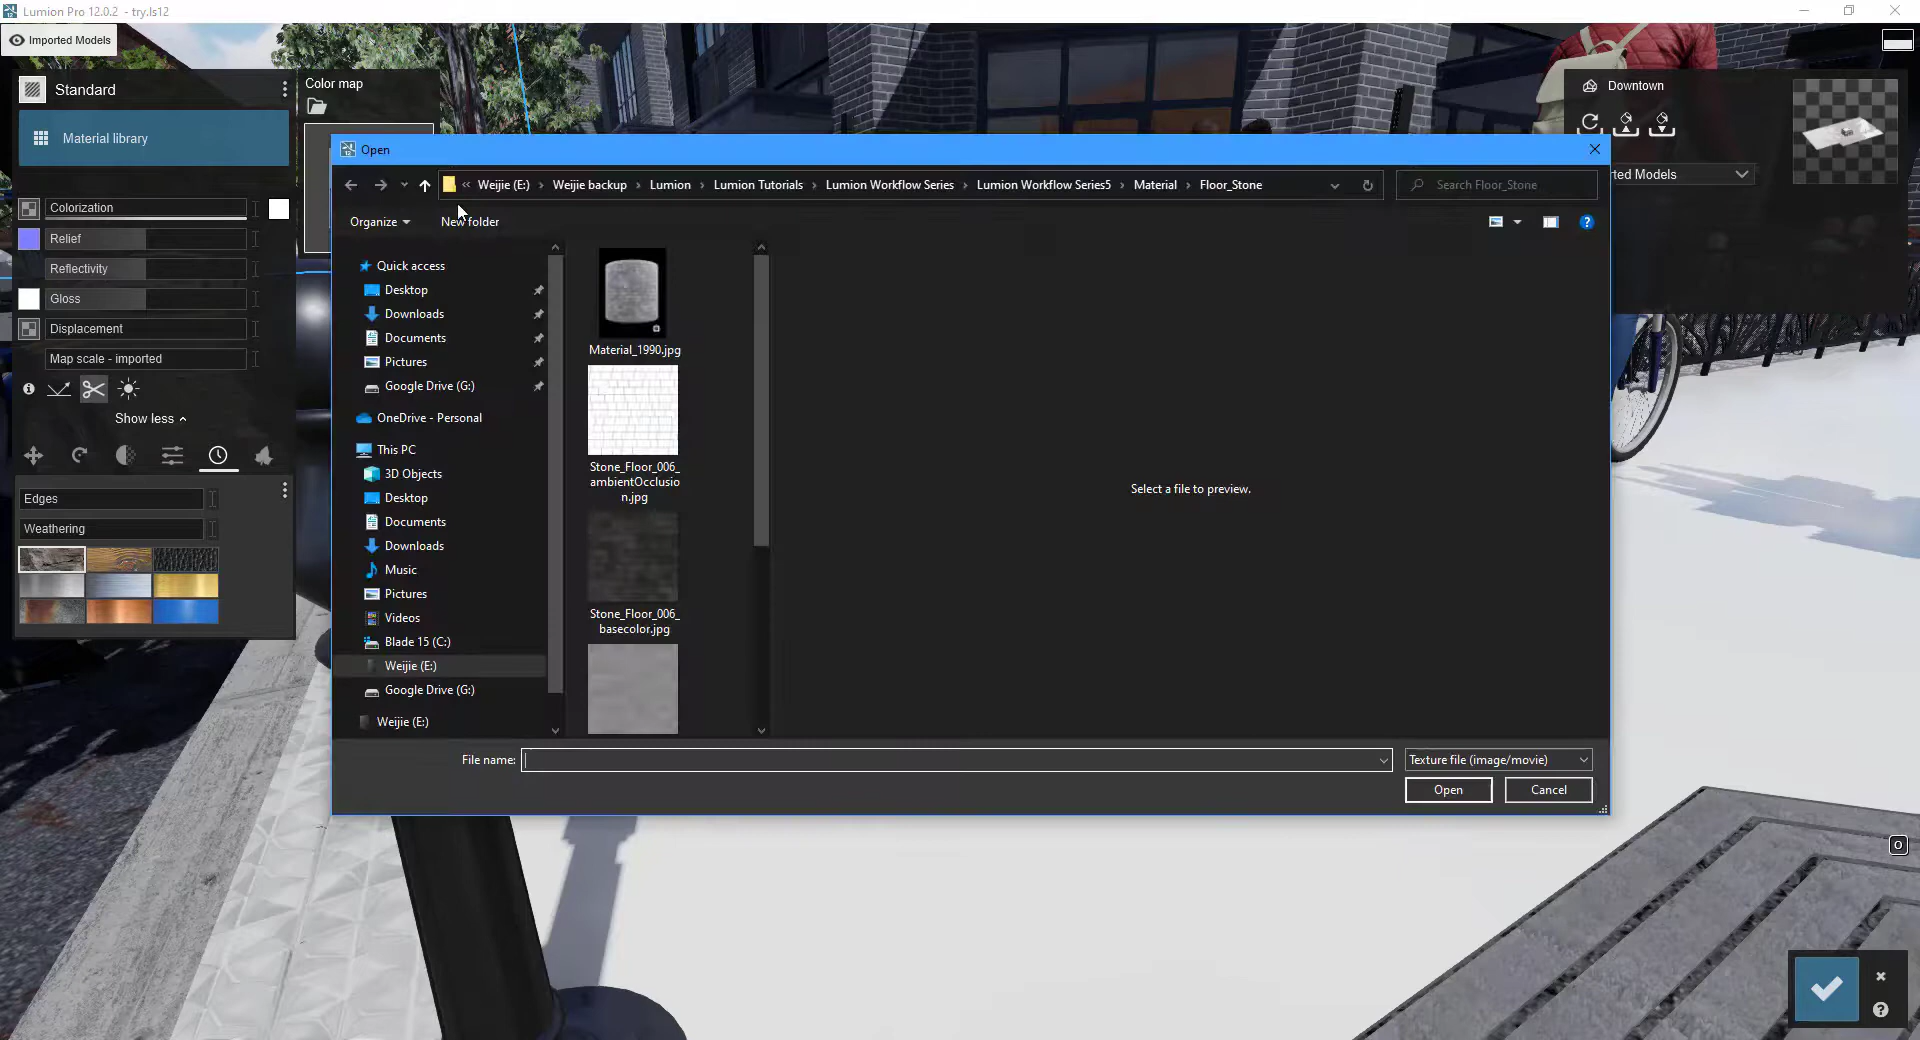 Lumion Pro 12.0.2 - try.ls12
Imported Models
Standard
Material library
Colorization
Relief
Reflectivity
Gloss
Displacement
Map scale - imported
Show less
Edges
Weathering
Color map
Open
« Weijie (E:) › Weijie backup › Lumion › Lumion Tutorials › Lumion Workflow Series › Lumion Workflow Series5 › Material › Floor_Stone
Search Floor_Stone
Organize
New folder
Quick access
Desktop
Downloads
Documents
Pictures
Google Drive (G:)
OneDrive - Personal
This PC
3D Objects
Desktop
Documents
Downloads
Music
Pictures
Videos
Blade 15 (C:)
Weijie (E:)
Google Drive (G:)
Weijie (E:)
Material_1990.jpg
Stone_Floor_006_
ambientOcclusio
n.jpg
Stone_Floor_006_
basecolor.jpg
Select a file to preview.
File name:
Texture file (image/movie)
Open
Cancel
Downtown
ted Models
O